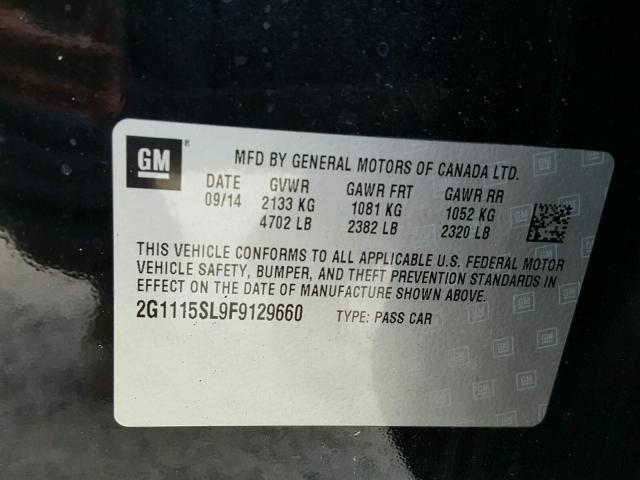 GM ® MFD BY GENERAL MOTORS OF CANADA LTD.
DATE GVWR GAWR FRT GAWR RR
09/14 2133 KG 1081 KG 1052 KG
4702 LB 2382 LB 2320 LB
THIS VEHICLE CONFORMS TO ALL APPLICABLE U.S. FEDERAL MOTOR
VEHICLE SAFETY, BUMPER, AND THEFT PREVENTION STANDARDS IN
EFFECT ON THE DATE OF MANUFACTURE SHOWN ABOVE.
2G1115SL9F9129660 TYPE: PASS CAR